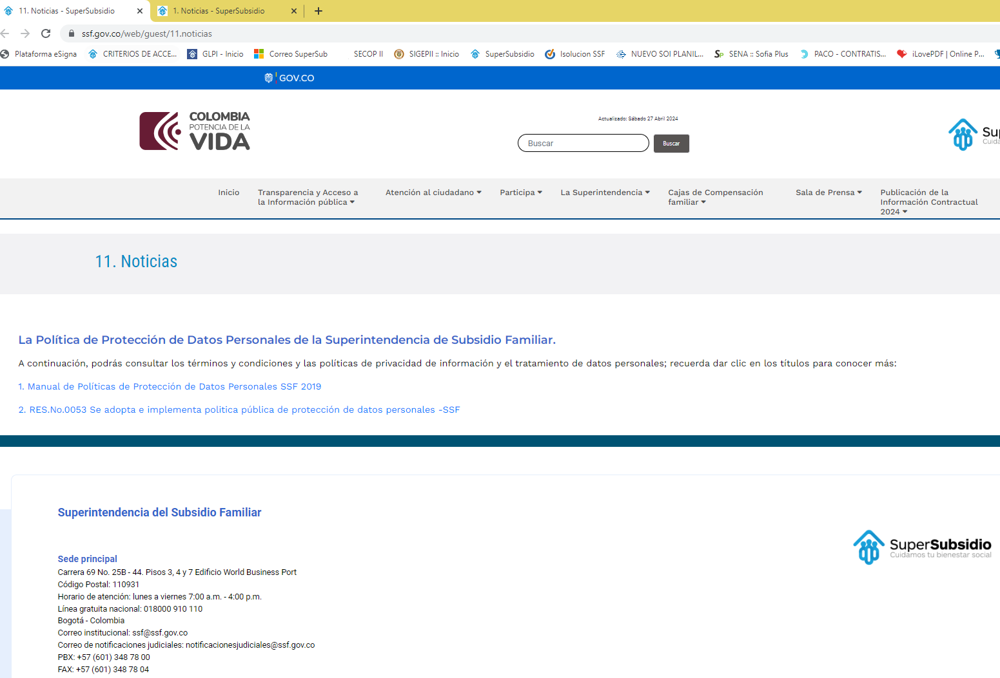 11. Noticias - SuperSubsidio
1. Noticias - SuperSubsidio
ssf.gov.co/web/guest/11.noticias
Plataforma eSigna
CRITERIOS DE ACCE...
GLPI - Inicio
Correo SuperSub
SECOP II
SIGEPII :: Inicio
SuperSubsidio
Isolucion SSF
NUEVO SOI PLANIL...
SENA :: Sofia Plus
PACO - CONTRATIS...
iLovePDF | Online P...
GOV.CO
COLOMBIA
POTENCIA DE LA
VIDA
Actualizado: Sábado 27 Abril 2024
Buscar
Buscar
Inicio
Transparencia y Acceso a
la Información pública
Atención al ciudadano
Participa
La Superintendencia
Cajas de Compensación
familiar
Sala de Prensa
Publicación de la
Información Contractual
2024
11. Noticias
La Política de Protección de Datos Personales de la Superintendencia de Subsidio Familiar.
A continuación, podrás consultar los términos y condiciones y las políticas de privacidad de información y el tratamiento de datos personales; recuerda dar clic en los títulos para conocer más:
1. Manual de Políticas de Protección de Datos Personales SSF 2019
2. RES.No.0053 Se adopta e implementa politica pública de protección de datos personales -SSF
Superintendencia del Subsidio Familiar
SuperSubsidio
Cuidamos tu bienestar social
Sede principal
Carrera 69 No. 25B - 44. Pisos 3, 4 y 7 Edificio World Business Port
Código Postal: 110931
Horario de atención: lunes a viernes 7:00 a.m. - 4:00 p.m.
Línea gratuita nacional: 018000 910 110
Bogotá - Colombia
Correo institucional: ssf@ssf.gov.co
Correo de notificaciones judiciales: notificacionesjudiciales@ssf.gov.co
PBX: +57 (601) 348 78 00
FAX: +57 (601) 348 78 04